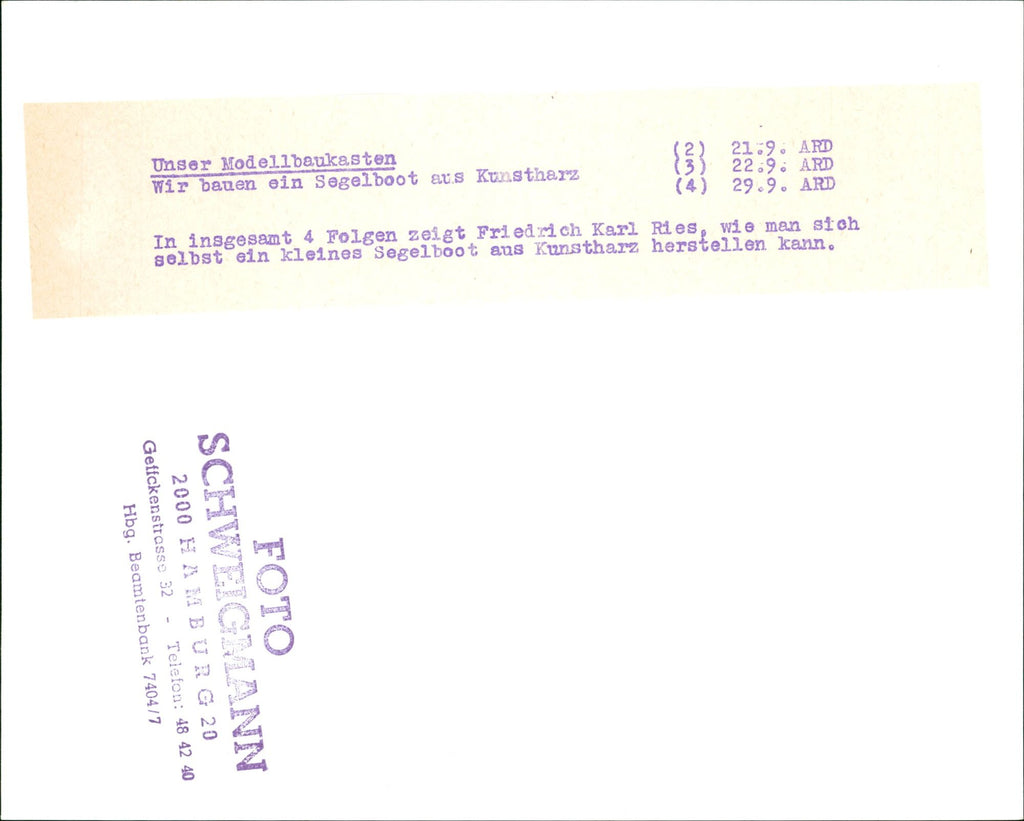 Unser Modellbaukasten (2) 21.9. ARD
Wir bauen ein Segelboot aus Kunstharz (3) 22.9. ARD
(4) 29.9. ARD
In insgesamt 4 Folgen zeigt Friedrich Karl Ries, wie man sich
selbst ein kleines Segelboot aus Kunstharz herstellen kann.
FOTO
SCHWEIGMANN
2000 HAMBURG 20
Geffckenstrasse 32 - Telefon: 48 42 40
Hbg. Beamtenbank 7404/7